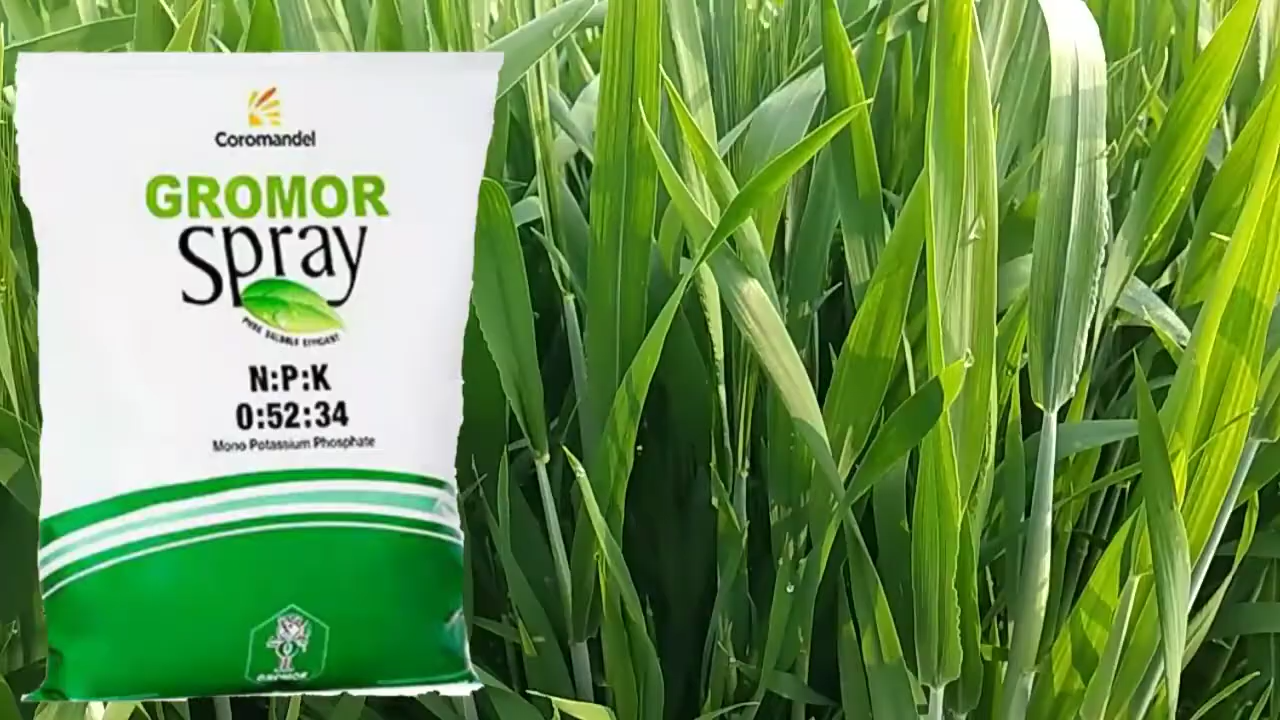 Coromandel
GROMOR
Spray
N:P:K
0:52:34
Mono Potassium Phosphate